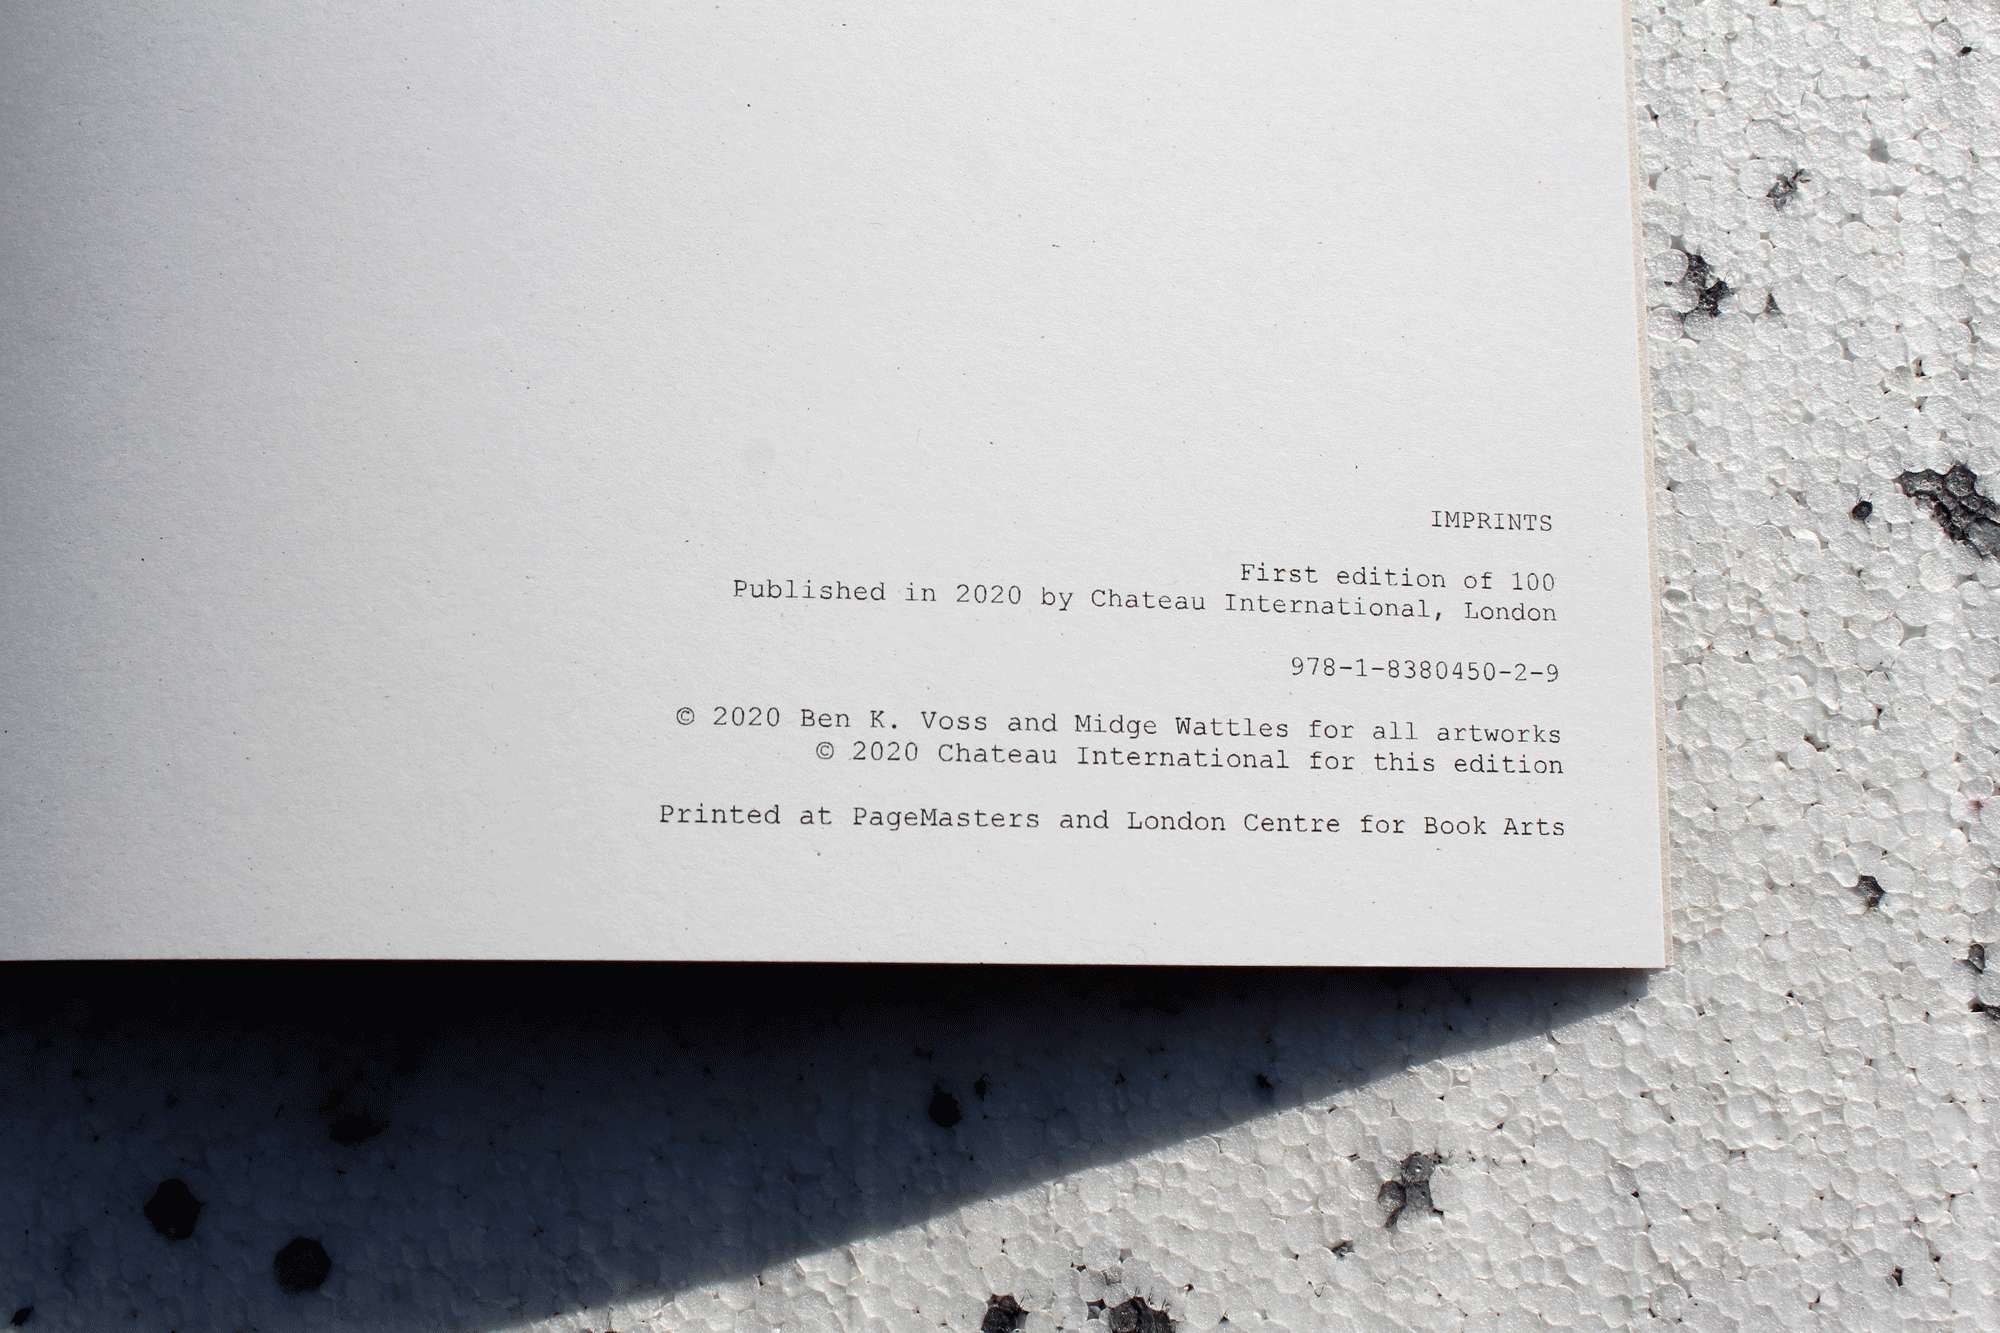 IMPRINTS
First edition of 100
Published in 2020 by Chateau International, London
978-1-8380450-2-9
© 2020 Ben K. Voss and Midge Wattles for all artworks
© 2020 Chateau International for this edition
Printed at PageMasters and London Centre for Book Arts